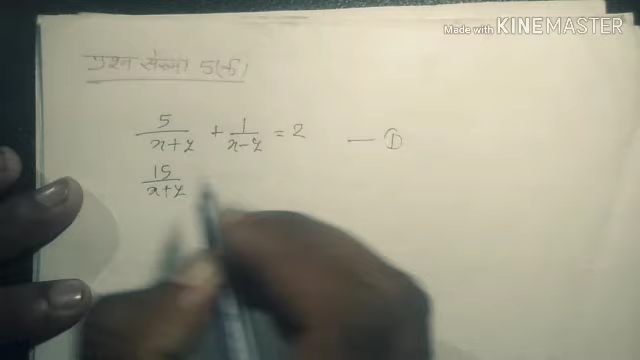 Made with KINEMASTER
प्रश्न संख्या 5(क)
5/(x+y) + 1/(x-y) = 2 — ①
15/(x+y)